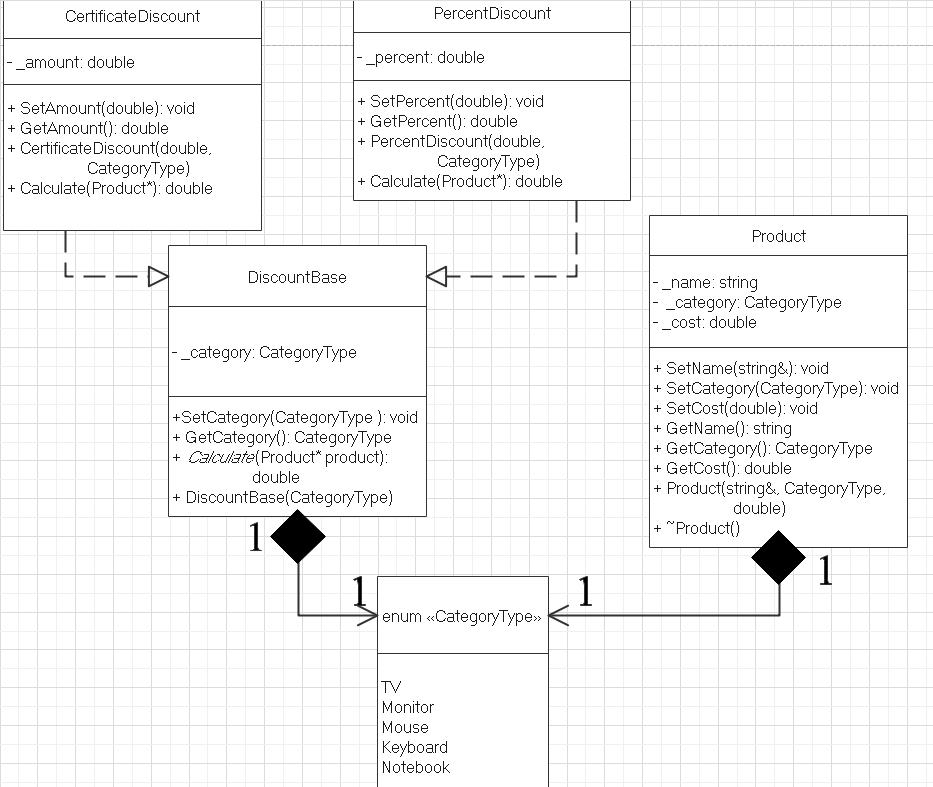 CertificateDiscount
- _amount: double
+ SetAmount(double): void
+ GetAmount(): double
+ CertificateDiscount(double,
CategoryType)
+ Calculate(Product*): double
PercentDiscount
- _percent: double
+ SetPercent(double): void
+ GetPercent(): double
+ PercentDiscount(double,
CategoryType)
+ Calculate(Product*): double
DiscountBase
- _category: CategoryType
+SetCategory(CategoryType ): void
+ GetCategory(): CategoryType
+ Calculate(Product* product):
double
+ DiscountBase(CategoryType)
Product
- _name: string
- _category: CategoryType
- _cost: double
+ SetName(string&): void
+ SetCategory(CategoryType): void
+ SetCost(double): void
+ GetName(): string
+ GetCategory(): CategoryType
+ GetCost(): double
+ Product(string&, CategoryType,
double)
+ ~Product()
1
1
1
1
enum «CategoryType»
TV
Monitor
Mouse
Keyboard
Notebook